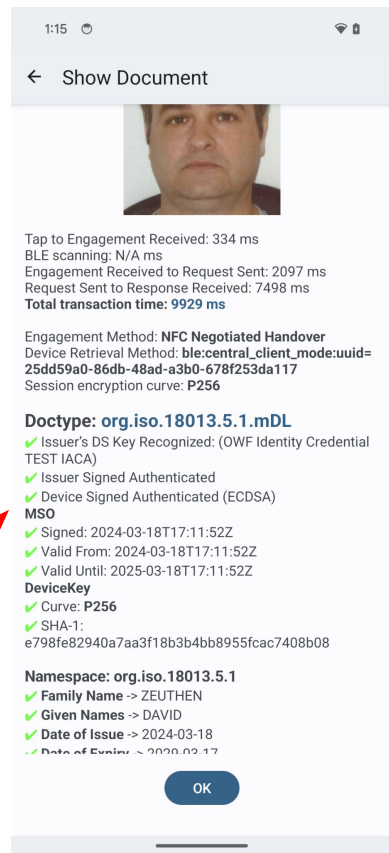 1:15
Show Document
Tap to Engagement Received: 334 ms
BLE scanning: N/A ms
Engagement Received to Request Sent: 2097 ms
Request Sent to Response Received: 7498 ms
Total transaction time: 9929 ms
Engagement Method: NFC Negotiated Handover
Device Retrieval Method: ble:central_client_mode:uuid=
25dd59a0-86db-48ad-a3b0-678f253da117
Session encryption curve: P256
Doctype: org.iso.18013.5.1.mDL
✔ Issuer's DS Key Recognized: (OWF Identity Credential
TEST IACA)
✔ Issuer Signed Authenticated
✔ Device Signed Authenticated (ECDSA)
MSO
✔ Signed: 2024-03-18T17:11:52Z
✔ Valid From: 2024-03-18T17:11:52Z
✔ Valid Until: 2025-03-18T17:11:52Z
DeviceKey
✔ Curve: P256
✔ SHA-1:
e798fe82940a7aa3f18b3b4bb8955fcac7408b08
Namespace: org.iso.18013.5.1
✔ Family Name -> ZEUTHEN
✔ Given Names -> DAVID
✔ Date of Issue -> 2024-03-18
✔ Date of Expiry -> 2029-03-17
OK